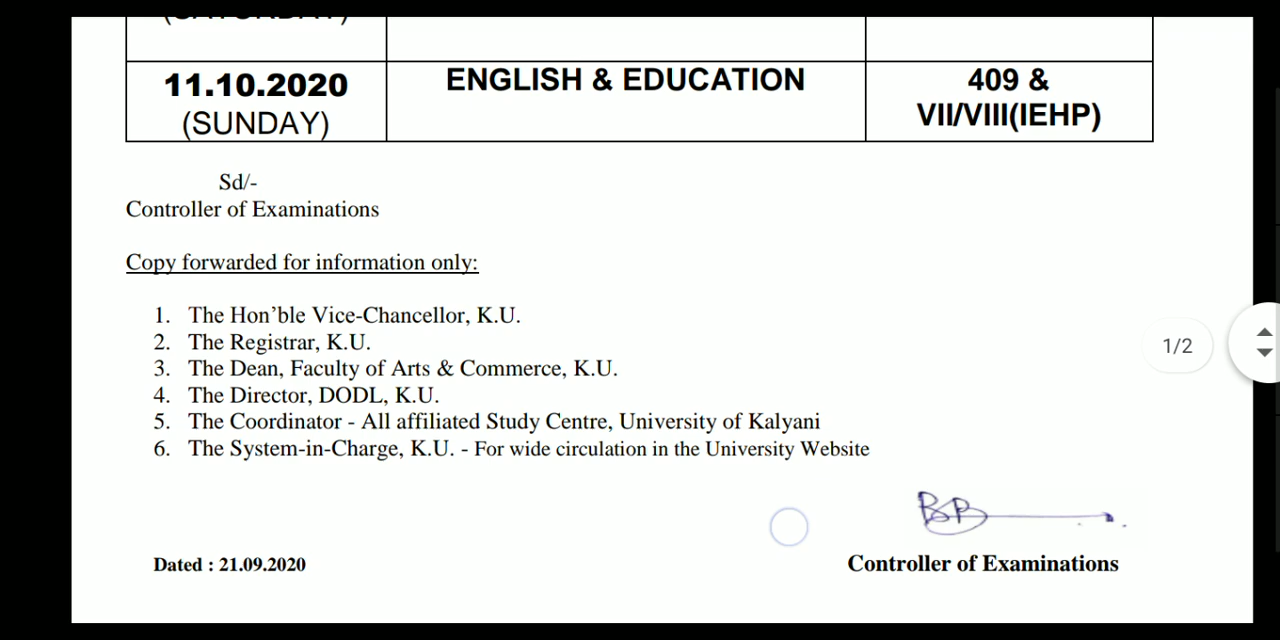 (SATURDAY)
11.10.2020
(SUNDAY)
ENGLISH & EDUCATION
409 &
VII/VIII(IEHP)
Sd/-
Controller of Examinations
Copy forwarded for information only:
1. The Hon’ble Vice-Chancellor, K.U.
2. The Registrar, K.U.
3. The Dean, Faculty of Arts & Commerce, K.U.
4. The Director, DODL, K.U.
5. The Coordinator - All affiliated Study Centre, University of Kalyani
6. The System-in-Charge, K.U. - For wide circulation in the University Website
1/2
Dated : 21.09.2020
Controller of Examinations